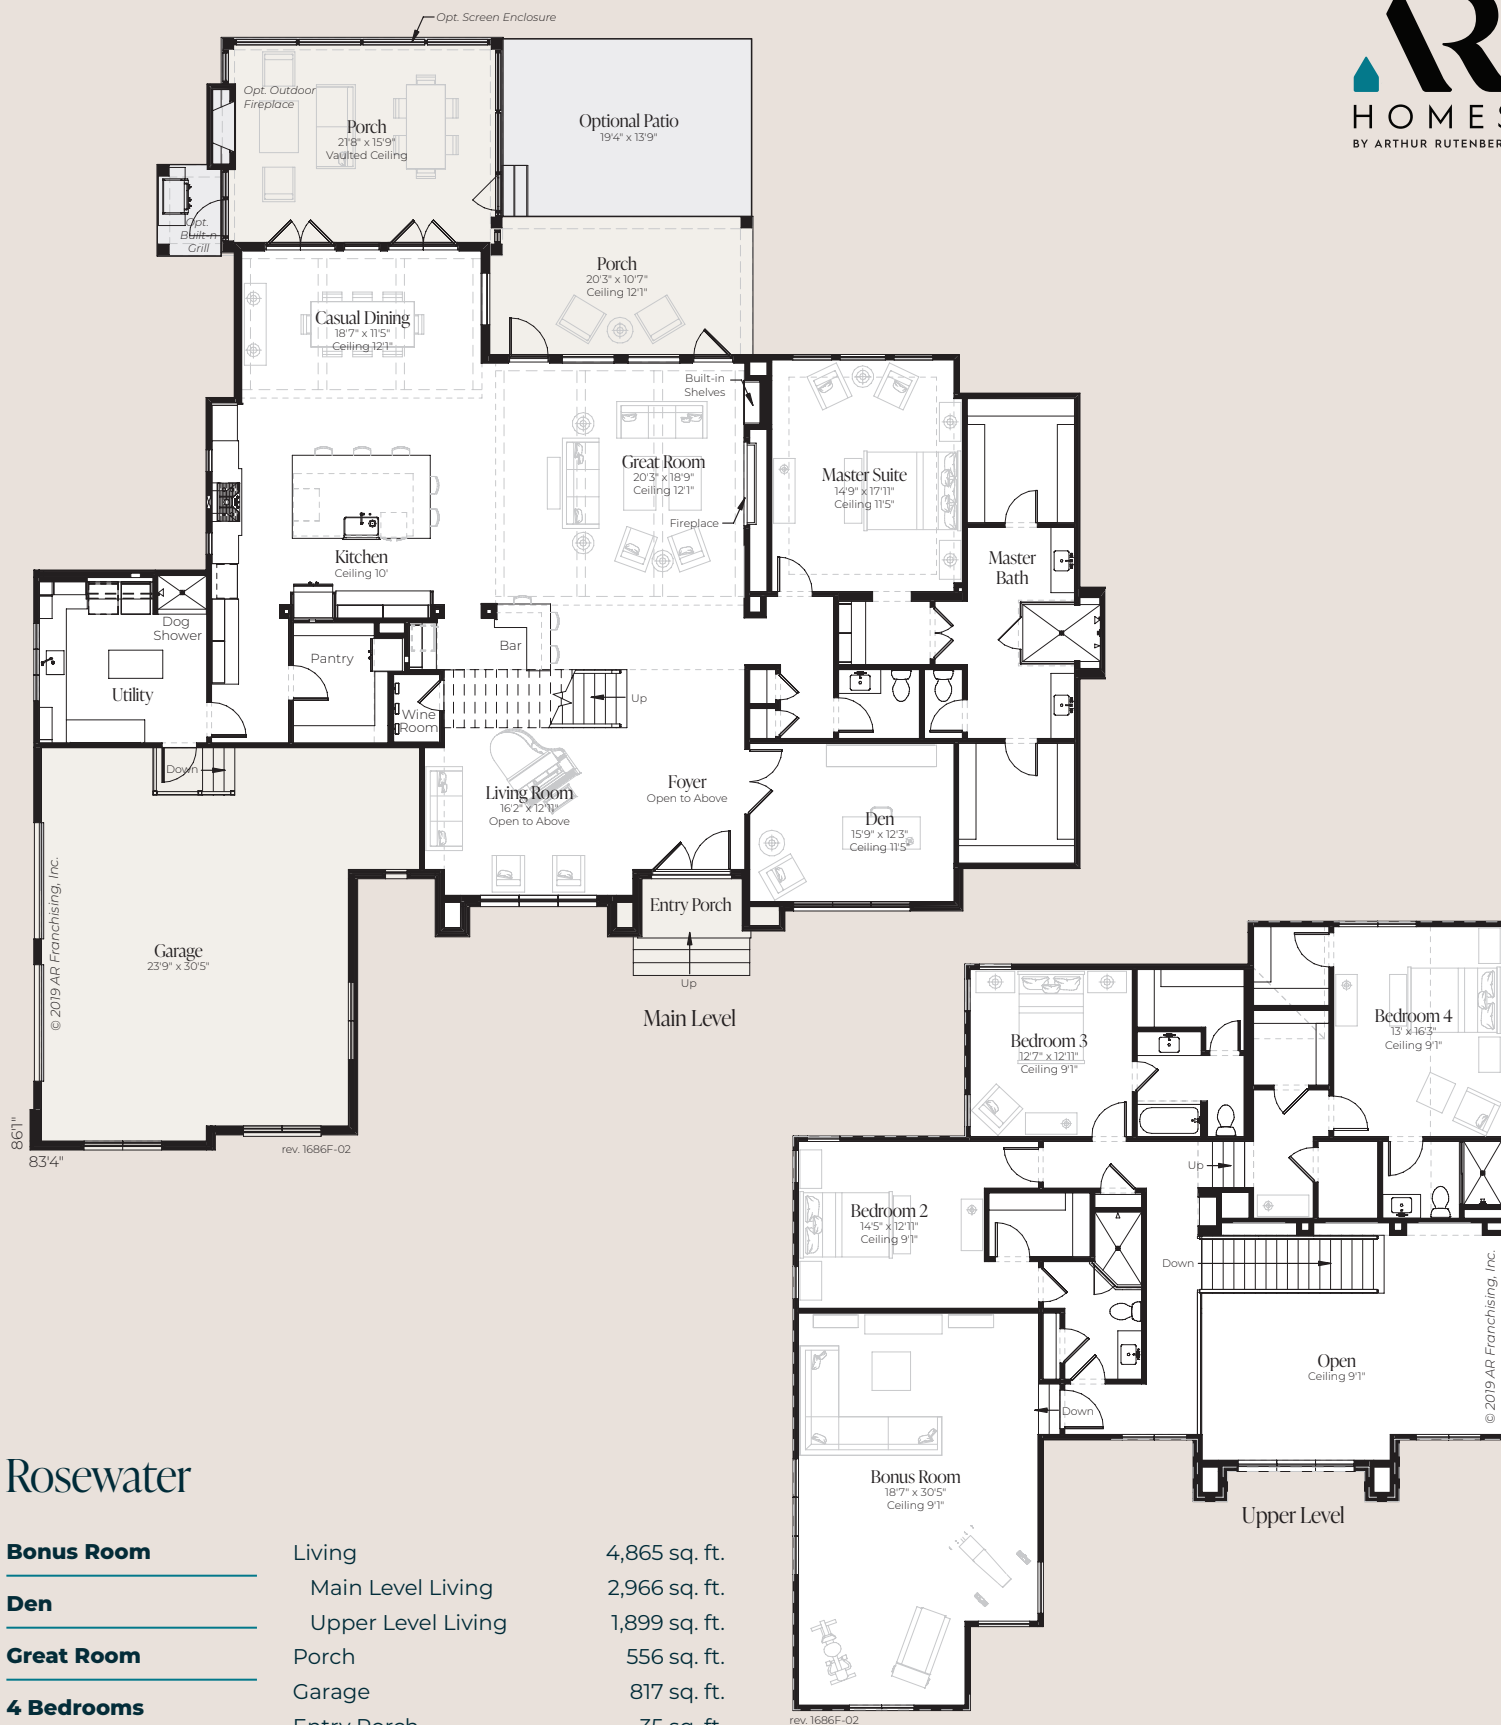 Opt. Screen Enclosure
AR
HOMES
BY ARTHUR RUTENBER
Opt. Outdoor
Fireplace
Porch
21'8" x 15'9"
Vaulted Ceiling
Optional Patio
19'4" x 13'9"
Opt.
Built-n
Grill
Porch
20'3" x 10'7"
Ceiling 12'1"
Casual Dining
18'7" x 11'5"
Ceiling 12'1"
Built-in
Shelves
Great Room
20'3" x 18'9"
Ceiling 12'1"
Fireplace
Master Suite
14'9" x 17'11"
Ceiling 11'5"
Kitchen
Ceiling 10'
Master
Bath
Dog
Shower
Utility
Pantry
Bar
Up
Wine
Room
Down
Living Room
16'2" x 12'11"
Open to Above
Foyer
Open to Above
Den
15'9" x 12'3"
Ceiling 11'5"
Entry Porch
Up
Garage
23'9" x 30'5"
© 2019 AR Franchising, Inc.
Main Level
86'1"
83'4"
rev. 1686F-02
Bedroom 3
12'7" x 12'11"
Ceiling 9'1"
Bedroom 4
13' x 16'3"
Ceiling 9'1"
Up
Bedroom 2
14'5" x 12'11"
Ceiling 9'1"
Down
Open
Ceiling 9'1"
© 2019 AR Franchising, Inc.
Down
Bonus Room
18'7" x 30'5"
Ceiling 9'1"
Upper Level
rev. 1686F-02
Rosewater
Bonus Room
Den
Great Room
4 Bedrooms
Living 4,865 sq. ft.
Main Level Living 2,966 sq. ft.
Upper Level Living 1,899 sq. ft.
Porch 556 sq. ft.
Garage 817 sq. ft.
Entry Porch 35 sq. ft.